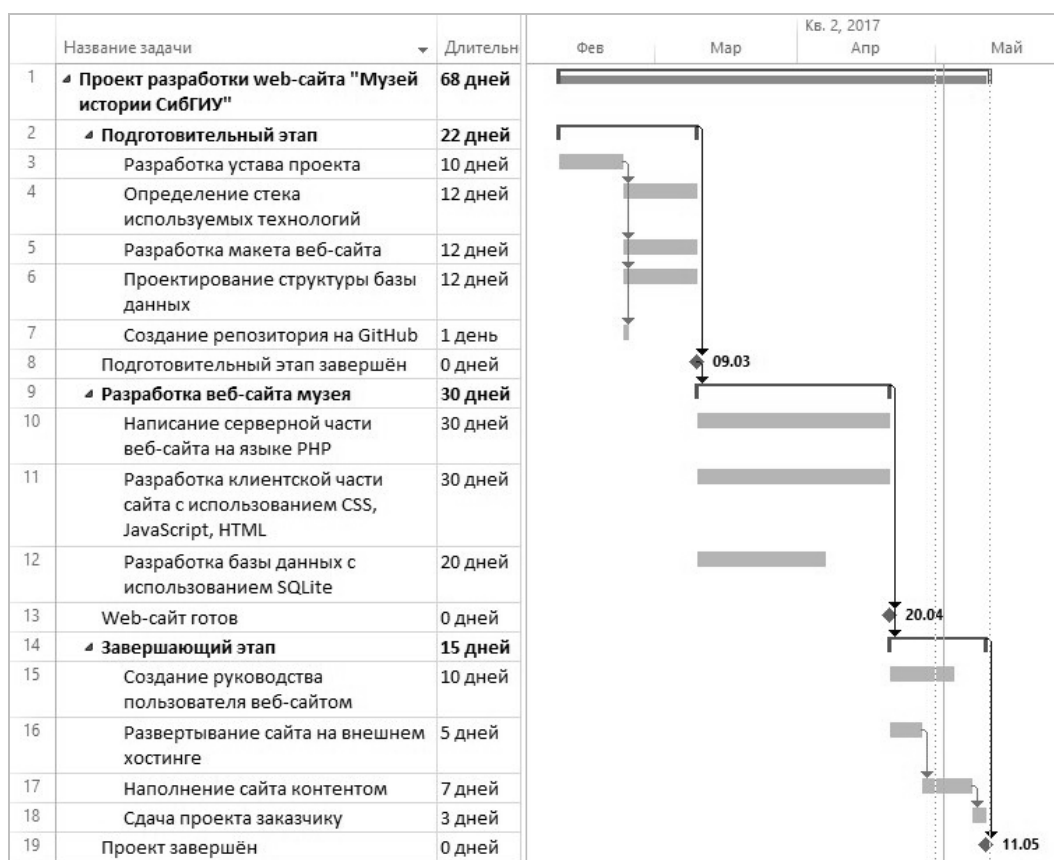 Кв. 2, 2017
Название задачи Длительн Фев Мар Апр Май
1 Проект разработки web-сайта "Музей 68 дней
истории СибГИУ"
2 Подготовительный этап 22 дней
3 Разработка устава проекта 10 дней
4 Определение стека 12 дней
используемых технологий
5 Разработка макета веб-сайта 12 дней
6 Проектирование структуры базы 12 дней
данных
7 Создание репозитория на GitHub 1 день
8 Подготовительный этап завершён 0 дней 09.03
9 Разработка веб-сайта музея 30 дней
10 Написание серверной части 30 дней
веб-сайта на языке PHP
11 Разработка клиентской части 30 дней
сайта с использованием CSS,
JavaScript, HTML
12 Разработка базы данных с 20 дней
использованием SQLite
13 Web-сайт готов 0 дней 20.04
14 Завершающий этап 15 дней
15 Создание руководства 10 дней
пользователя веб-сайтом
16 Развертывание сайта на внешнем 5 дней
хостинге
17 Наполнение сайта контентом 7 дней
18 Сдача проекта заказчику 3 дней
19 Проект завершён 0 дней 11.05